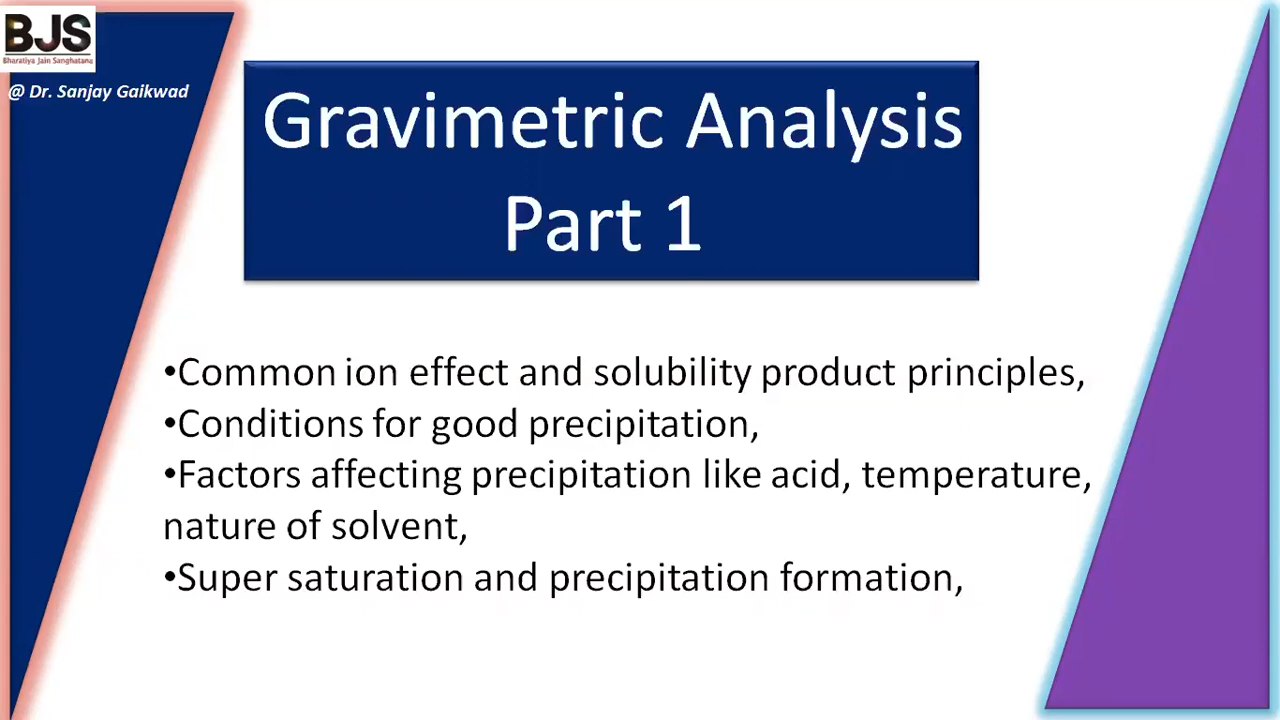 BJS
Bharatiya Jain Sanghatana
@ Dr. Sanjay Gaikwad
Gravimetric Analysis
Part 1
•Common ion effect and solubility product principles,
•Conditions for good precipitation,
•Factors affecting precipitation like acid, temperature,
nature of solvent,
•Super saturation and precipitation formation,